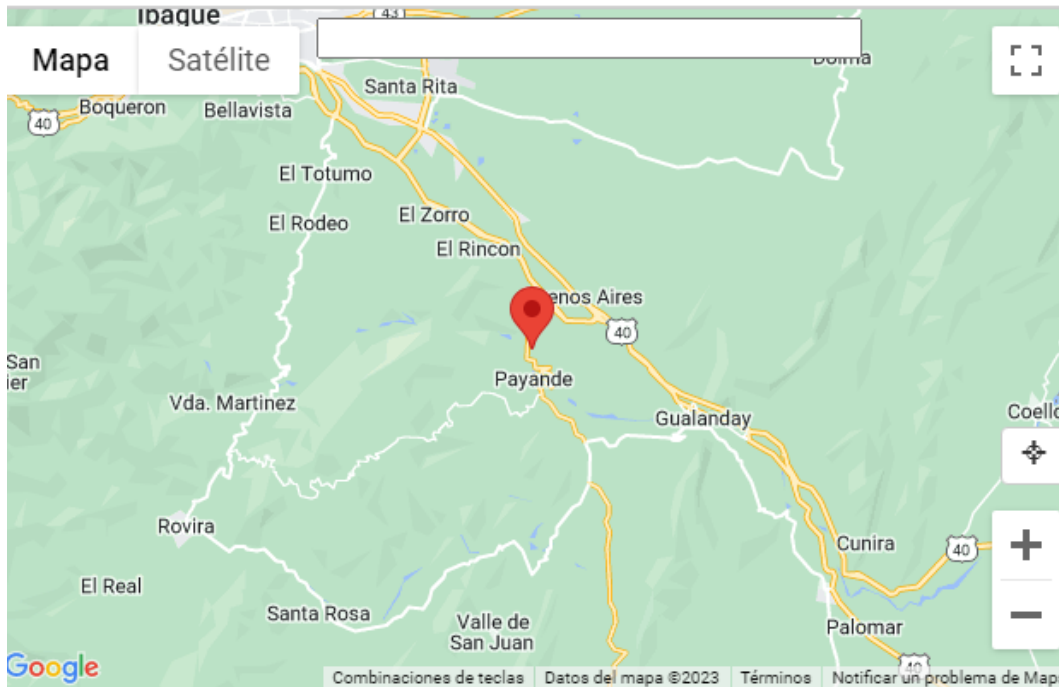 Ibague
43
Mapa
Satélite
Doima
Santa Rita
Boqueron
Bellavista
40
El Totumo
El Zorro
El Rodeo
El Rincon
enos Aires
40
San
ier
Payande
Vda. Martinez
Gualanday
Coello
Rovira
Cunira
40
El Real
Santa Rosa
Valle de
San Juan
Palomar
Google
40
Combinaciones de teclas
Datos del mapa ©2023
Términos
Notificar un problema de Map